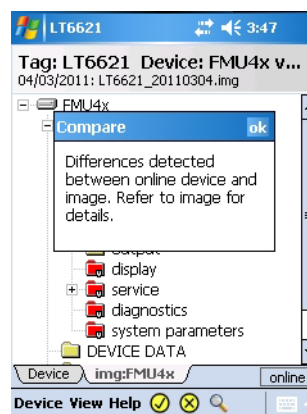 LT6621 3:47
Tag: LT6621 Device: FMU4x v...
04/03/2011: LT6621_20110304.img
FMU4x
Compare ok
Differences detected
between online device and
image. Refer to image for
details.
output
display
service
diagnostics
system parameters
DEVICE DATA
Device img:FMU4x online
Device View Help